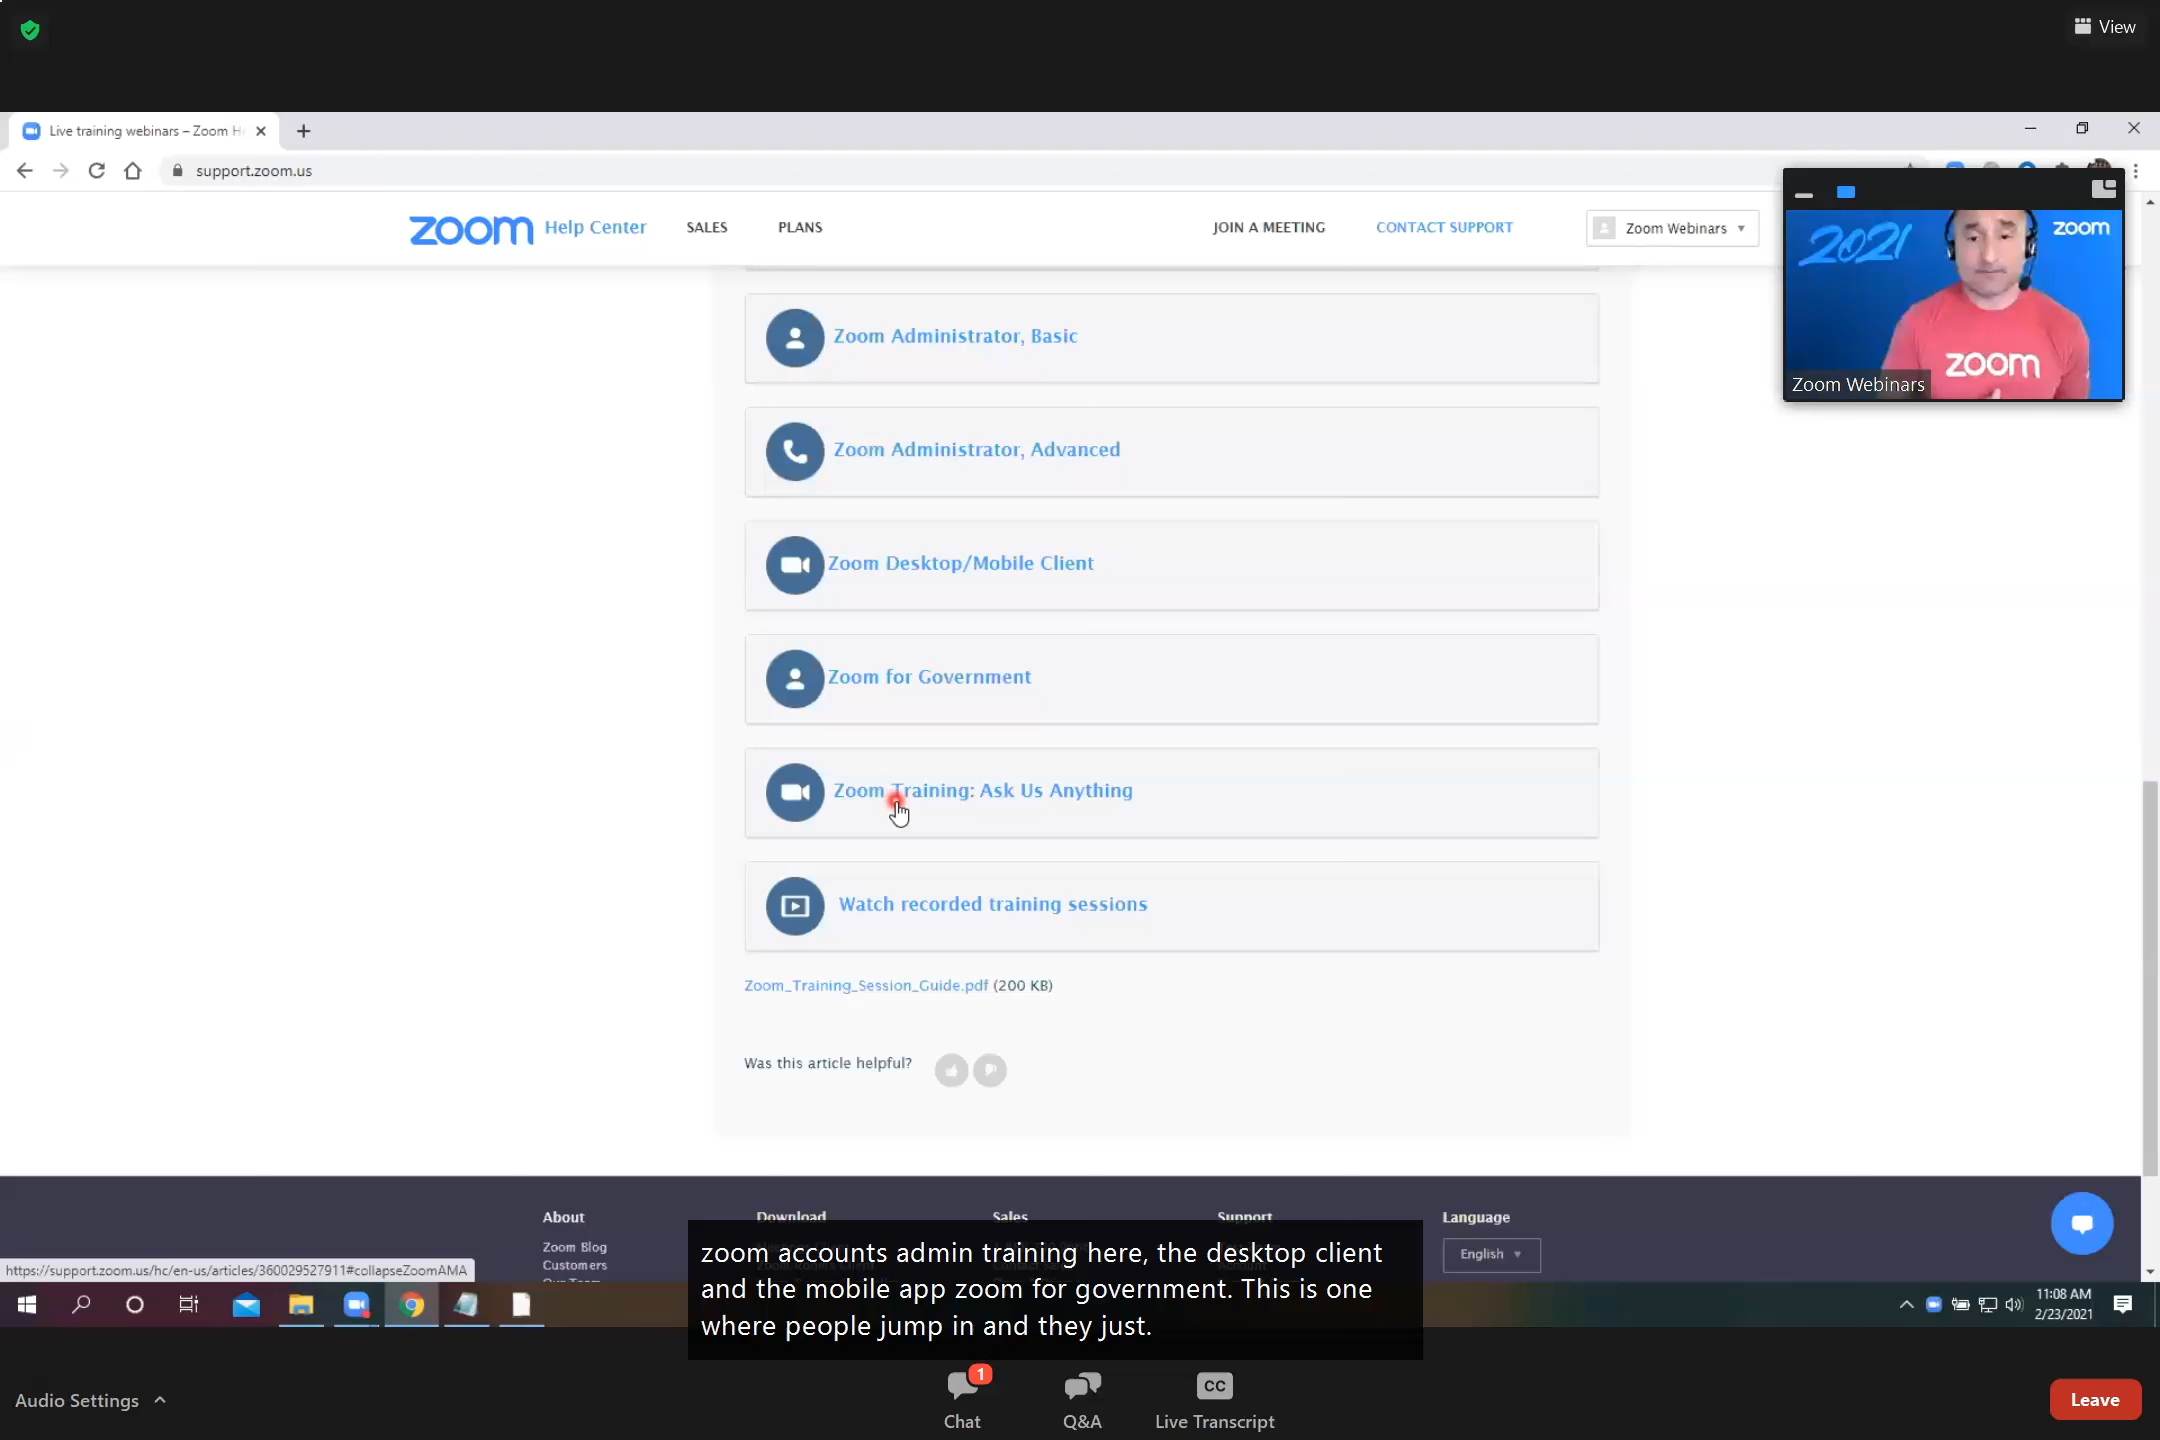 View
Live training webinars – Zoom H
support.zoom.us
zoom Help Center SALES PLANS JOIN A MEETING CONTACT SUPPORT Zoom Webinars
2021 zoom
zoom
Zoom Webinars
Zoom Administrator, Basic
Zoom Administrator, Advanced
Zoom Desktop/Mobile Client
Zoom for Government
Zoom Training: Ask Us Anything
Watch recorded training sessions
Zoom_Training_Session_Guide.pdf (200 KB)
Was this article helpful?
About Download Sales Support Language
Zoom Blog
English
Customers
Our Team
https://support.zoom.us/hc/en-us/articles/360029527911#collapseZoomAMA
zoom accounts admin training here, the desktop client
and the mobile app zoom for government. This is one
where people jump in and they just.
11:08 AM
2/23/2021
Audio Settings
1
Chat
Q&A
CC
Live Transcript
Leave